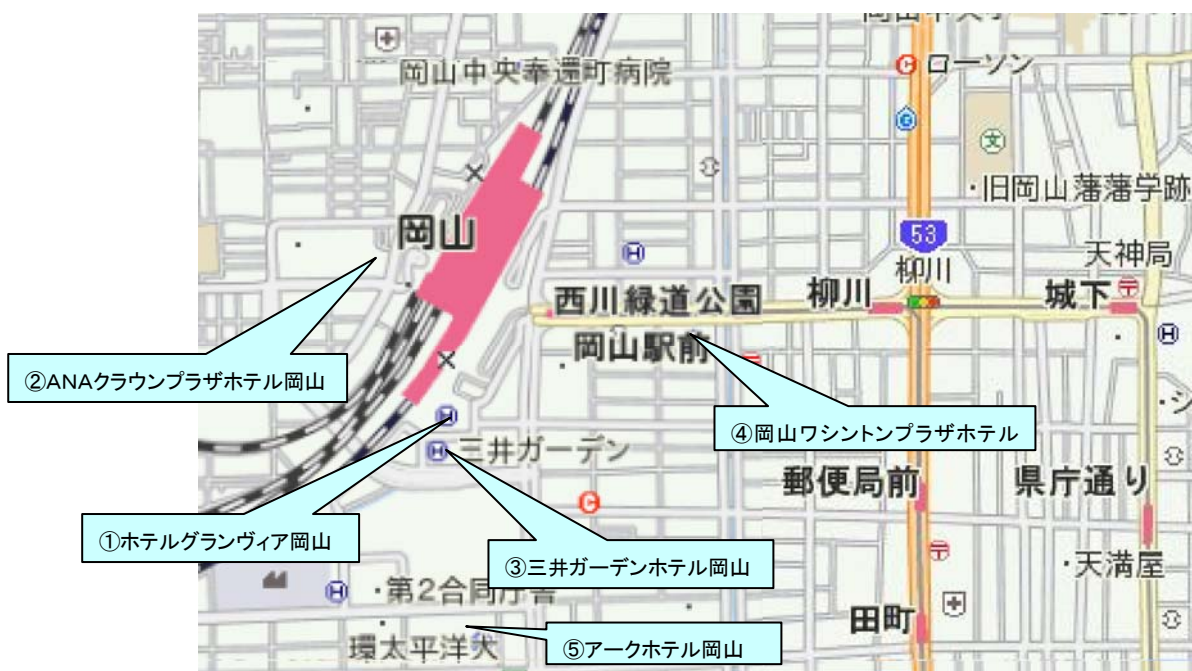 岡山中央奉還町病院
ローソン
旧岡山藩藩学跡
岡山
53
柳川
天神局
西川緑道公園
柳川
城下
岡山駅前
②ANAクラウンプラザホテル岡山
④岡山ワシントンプラザホテル
三井ガーデン
郵便局前
県庁通り
①ホテルグランヴィア岡山
③三井ガーデンホテル岡山
天満屋
第2合同庁舎
田町
環太平洋大
⑤アークホテル岡山